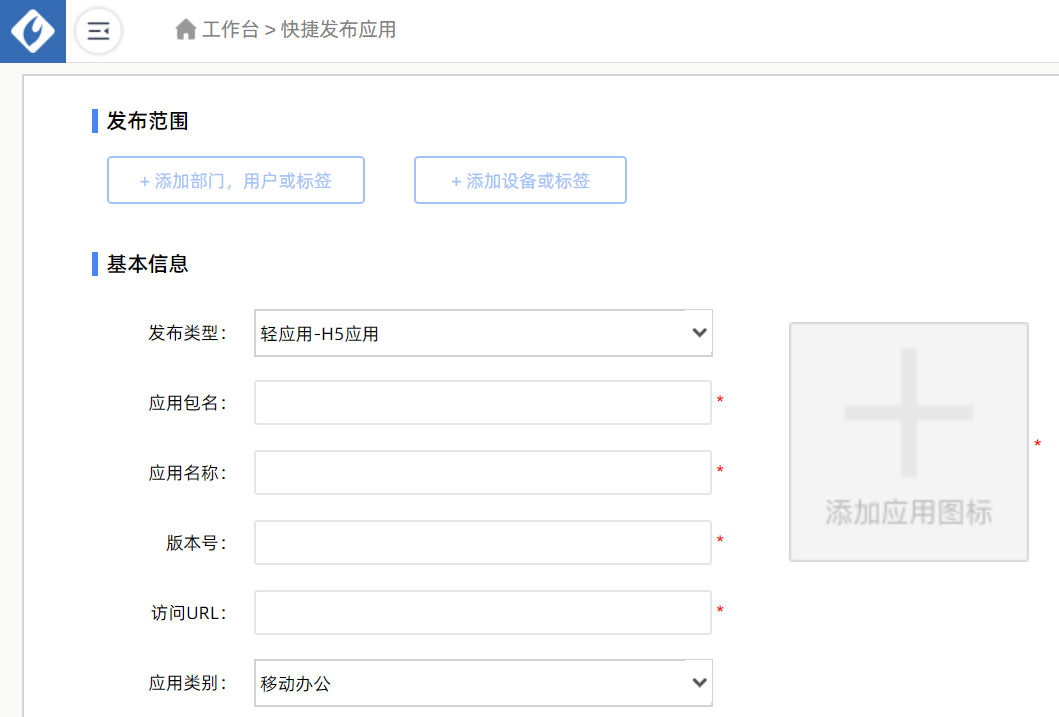 工作台 > 快捷发布应用
发布范围
+ 添加部门，用户或标签
+ 添加设备或标签
基本信息
发布类型：
轻应用-H5应用
应用包名：
*
应用名称：
*
版本号：
*
访问URL：
*
应用类别：
移动办公
添加应用图标
*